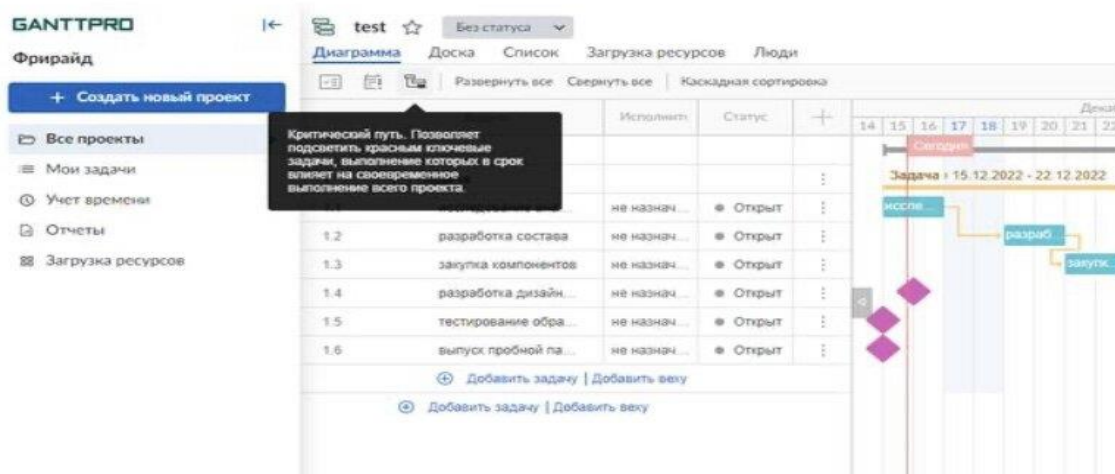 GANTTPRO
Фрирайд
+ Создать новый проект
Все проекты
Мои задачи
Учет времени
Отчеты
Загрузка ресурсов
test
Без статуса
Диаграмма Доска Список Загрузка ресурсов Люди
Развернуть все Свернуть все Каскадная сортировка
Критический путь. Позволяет
подсветить красным ключевые
задачи, выполнение которых в срок
влияет на своевременное
выполнение всего проекта.
Статус
14 15 16 17 18 19 20 21
Сегодня
Задача : 15.12.2022 - 22.12.2022
не назнач... Открыт
1.2 разработка состава не назнач... Открыт
разраб...
1.3 закупка компонентов не назнач... Открыт
закупк...
1.4 разработка дизайн... не назнач... Открыт
1.5 тестирование обра... не назнач... Открыт
1.6 выпуск пробной па... не назнач... Открыт
Добавить задачу | Добавить веху
Добавить задачу | Добавить веху